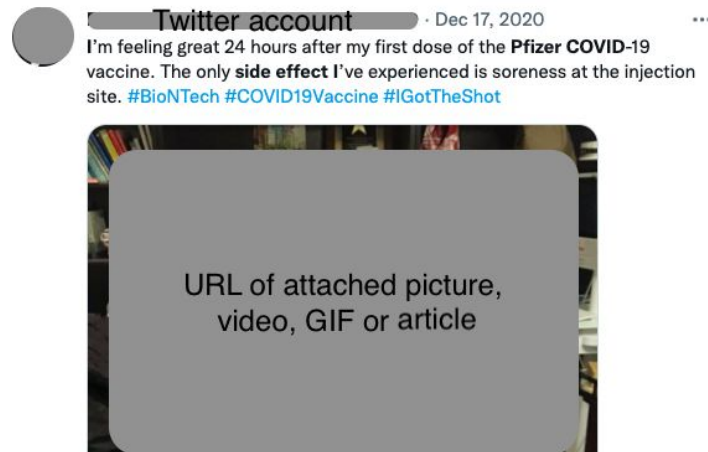 Twitter account · Dec 17, 2020
I'm feeling great 24 hours after my first dose of the Pfizer COVID-19
vaccine. The only side effect I've experienced is soreness at the injection
site. #BioNTech #COVID19Vaccine #IGotTheShot
URL of attached picture,
video, GIF or article